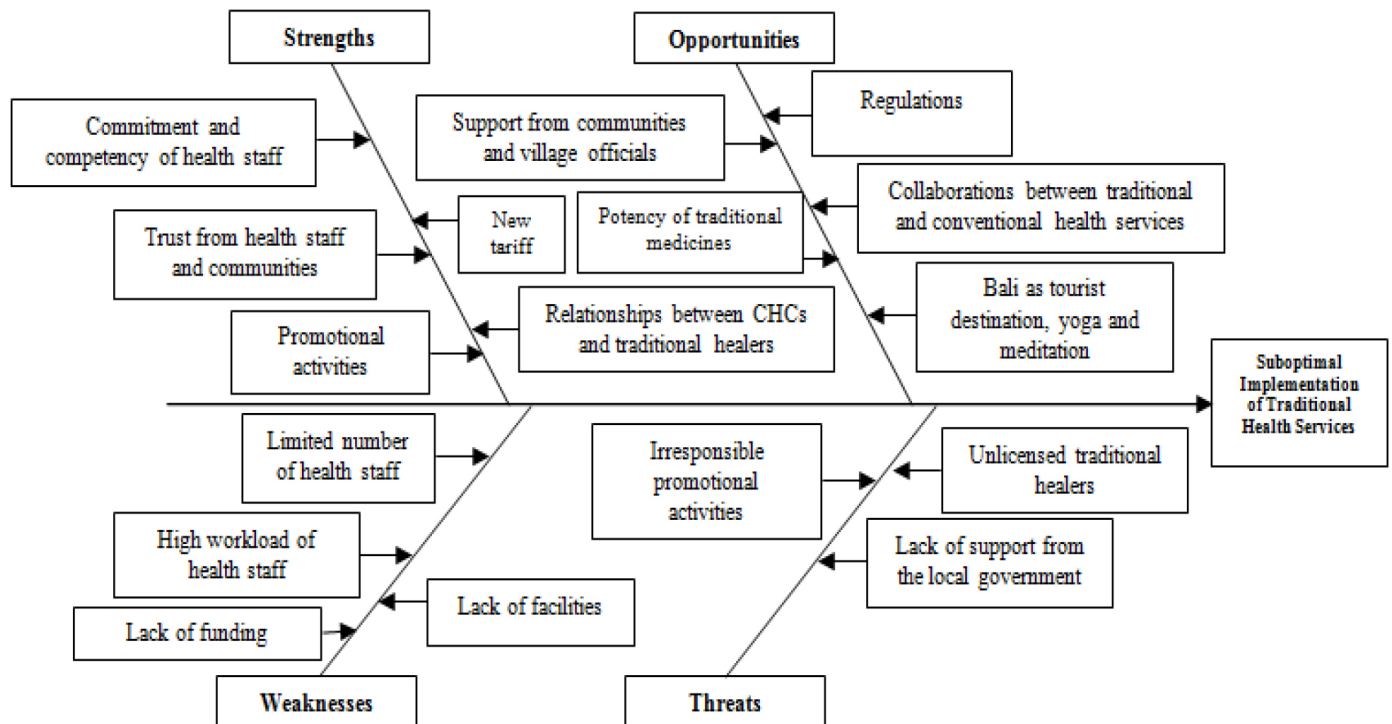 Strengths
Opportunities
Commitment and
competency of health staff
Support from communities
and village officials
Regulations
Trust from health staff
and communities
New
tariff
Potency of traditional
medicines
Collaborations between traditional
and conventional health services
Promotional
activities
Relationships between CHCs
and traditional healers
Bali as tourist
destination, yoga and
meditation
Suboptimal
Implementation
of Traditional
Health Services
Limited number
of health staff
Irresponsible
promotional
activities
Unlicensed traditional
healers
High workload of
health staff
Lack of support from
the local government
Lack of facilities
Lack of funding
Weaknesses
Threats